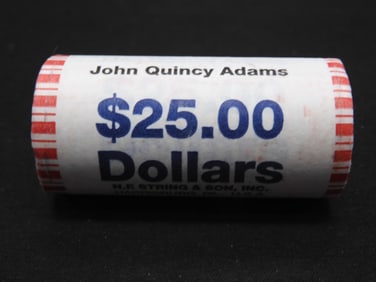 John Quincy Adams
$25.00
Dollars
N.F. STRING & SON, INC.